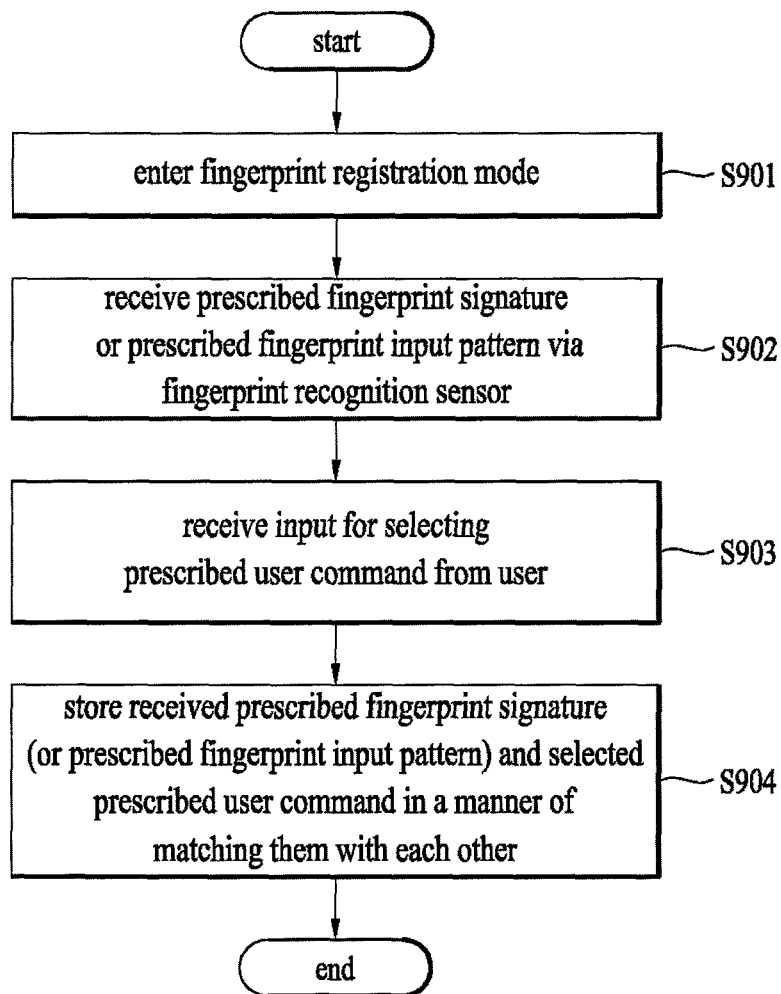 start
enter fingerprint registration mode
S901
receive prescribed fingerprint signature
or prescribed fingerprint input pattern via
fingerprint recognition sensor
S902
receive input for selecting
prescribed user command from user
S903
store received prescribed fingerprint signature
(or prescribed fingerprint input pattern) and selected
prescribed user command in a manner of
matching them with each other
S904
end